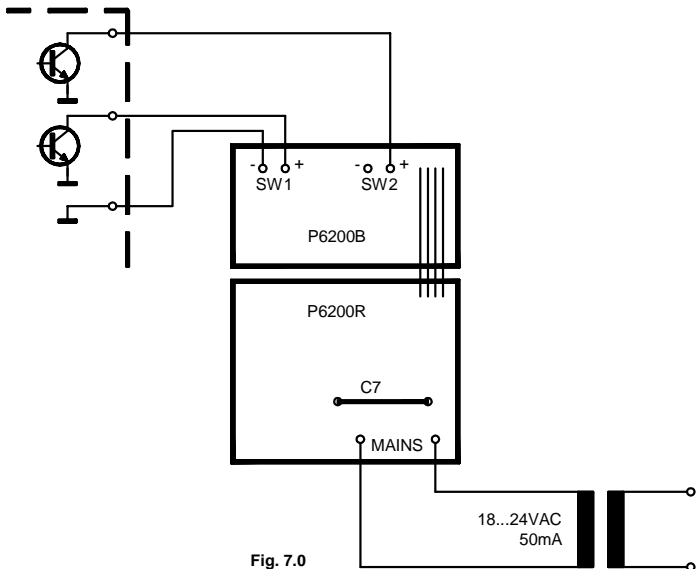 - + - +
SW1 SW2
P6200B
P6200R
C7
MAINS
18...24VAC
50mA
Fig. 7.0